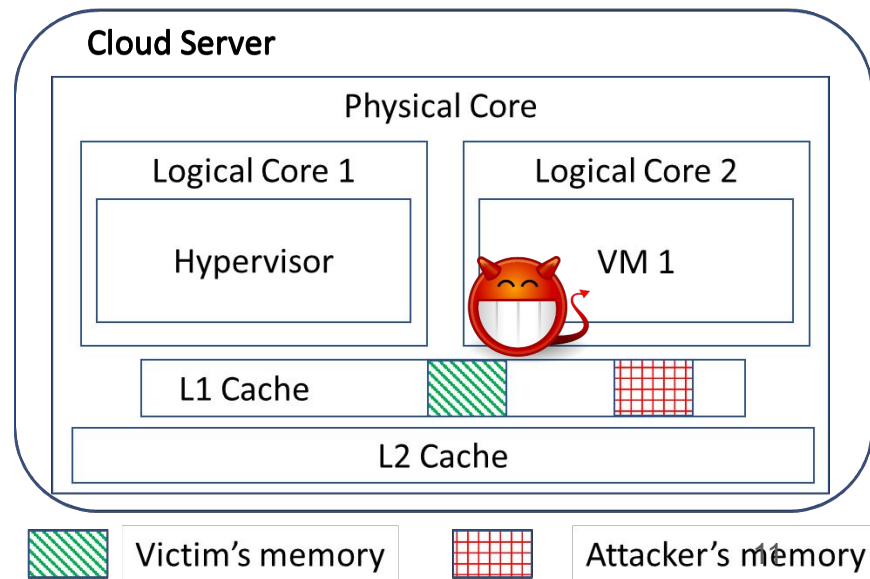 Cloud Server
Physical Core
Logical Core 1
Logical Core 2
Hypervisor
VM 1
L1 Cache
L2 Cache
Victim's memory
Attacker's memory
11